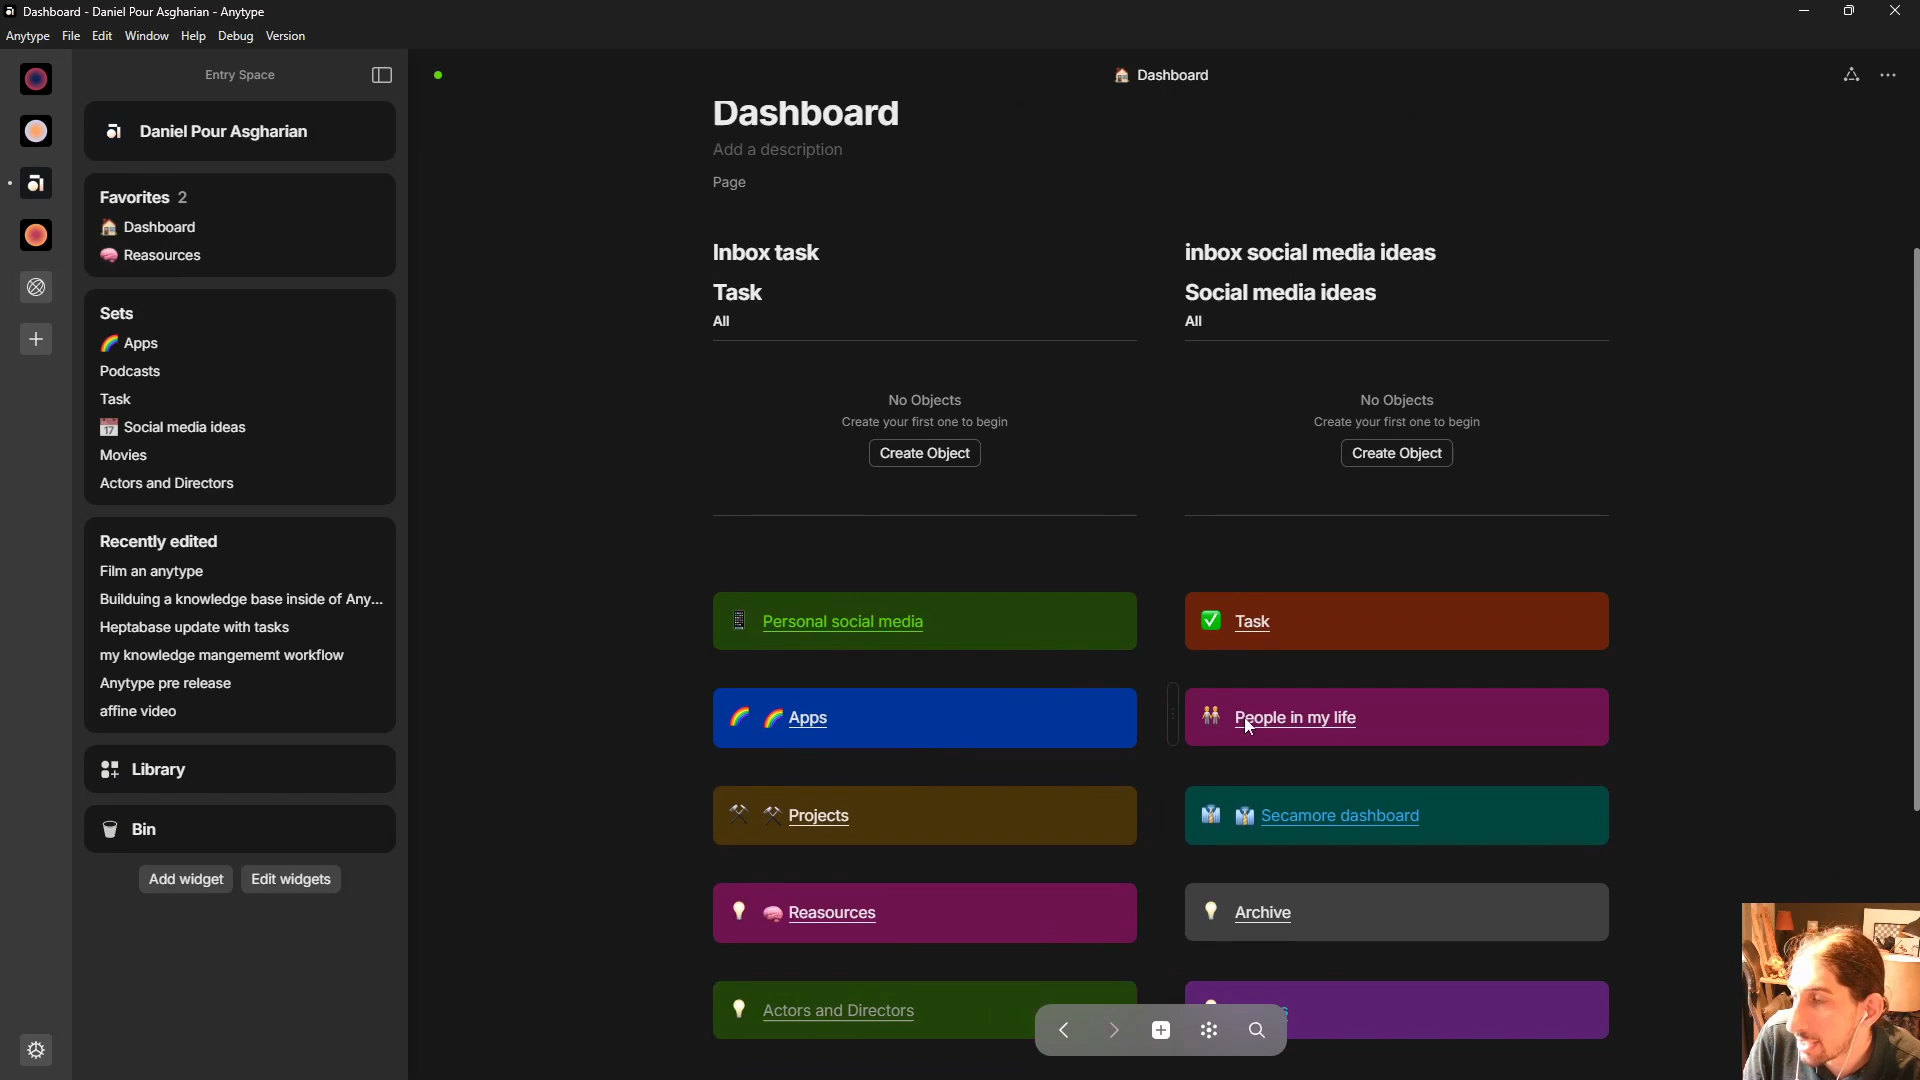 Dashboard - Daniel Pour Asgharian - Anytype
Anytype File Edit Window Help Debug Version
Entry Space
Daniel Pour Asgharian
Favorites 2
Dashboard
Reasources
Sets
Apps
Podcasts
Task
Social media ideas
Movies
Actors and Directors
Recently edited
Film an anytype
Builduing a knowledge base inside of Any...
Heptabase update with tasks
my knowledge mangememt workflow
Anytype pre release
affine video
Library
Bin
Add widget Edit widgets
Dashboard
Dashboard
Add a description
Page
Inbox task
Task
All
No Objects
Create your first one to begin
Create Object
inbox social media ideas
Social media ideas
All
No Objects
Create your first one to begin
Create Object
Personal social media
Task
Apps
People in my life
Projects
Secamore dashboard
Reasources
Archive
Actors and Directors